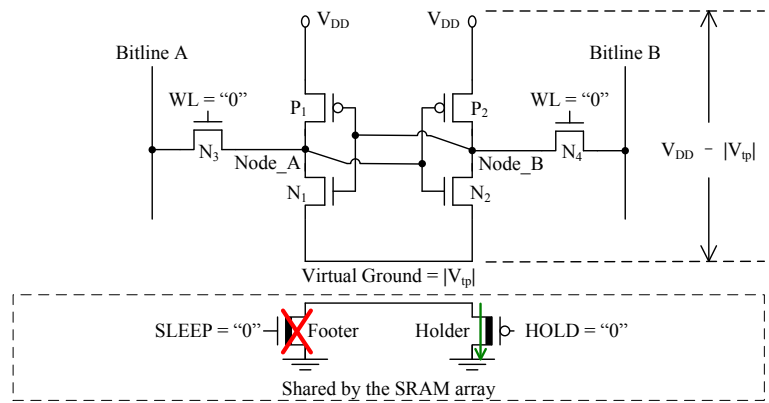 V_DD V_DD
Bitline A Bitline B
WL = “0” WL = “0”
P_1 P_2
N_3 Node_A Node_B N_4
V_DD − |V_tp|
N_1 N_2
Virtual Ground = |V_tp|
SLEEP = “0” Footer Holder HOLD = “0”
Shared by the SRAM array